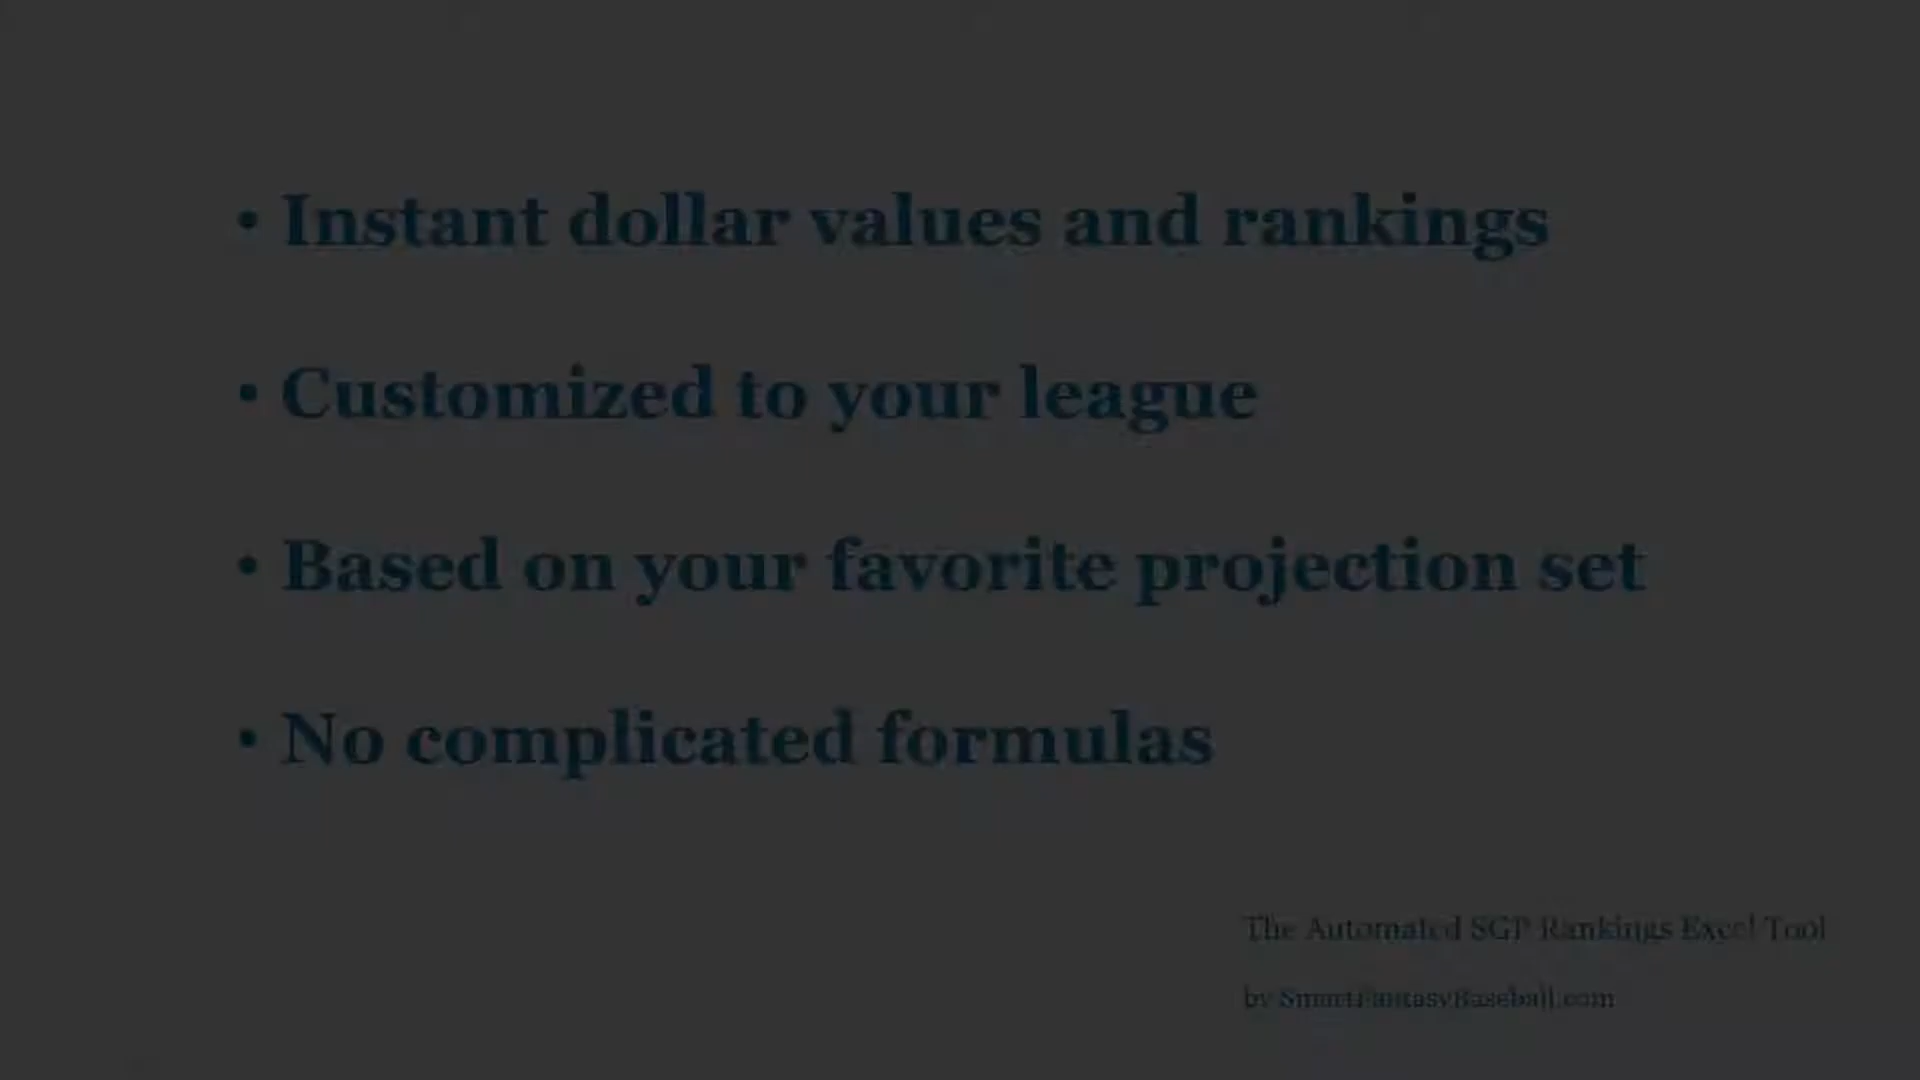 • Instant dollar values and rankings
• Customized to your league
• Based on your favorite projection set
• No complicated formulas
The Automated SGP Rankings Excel Tool
by SmartFantasyBaseball.com